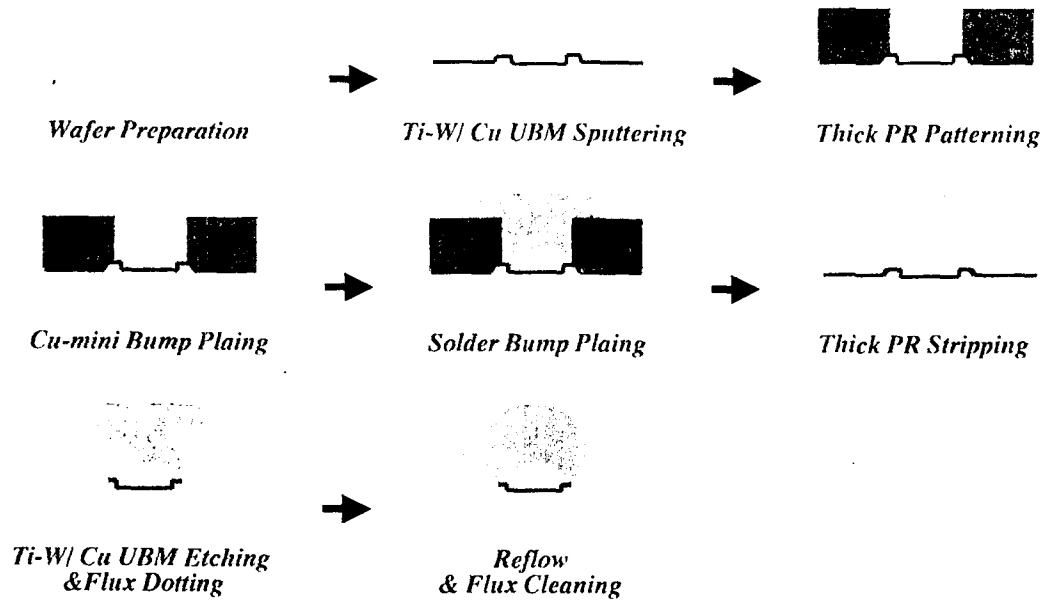 Wafer Preparation
Ti-W/ Cu UBM Sputtering
Thick PR Patterning
Cu-mini Bump Plaing
Solder Bump Plaing
Thick PR Stripping
Ti-W/ Cu UBM Etching
&Flux Dotting
Reflow
& Flux Cleaning